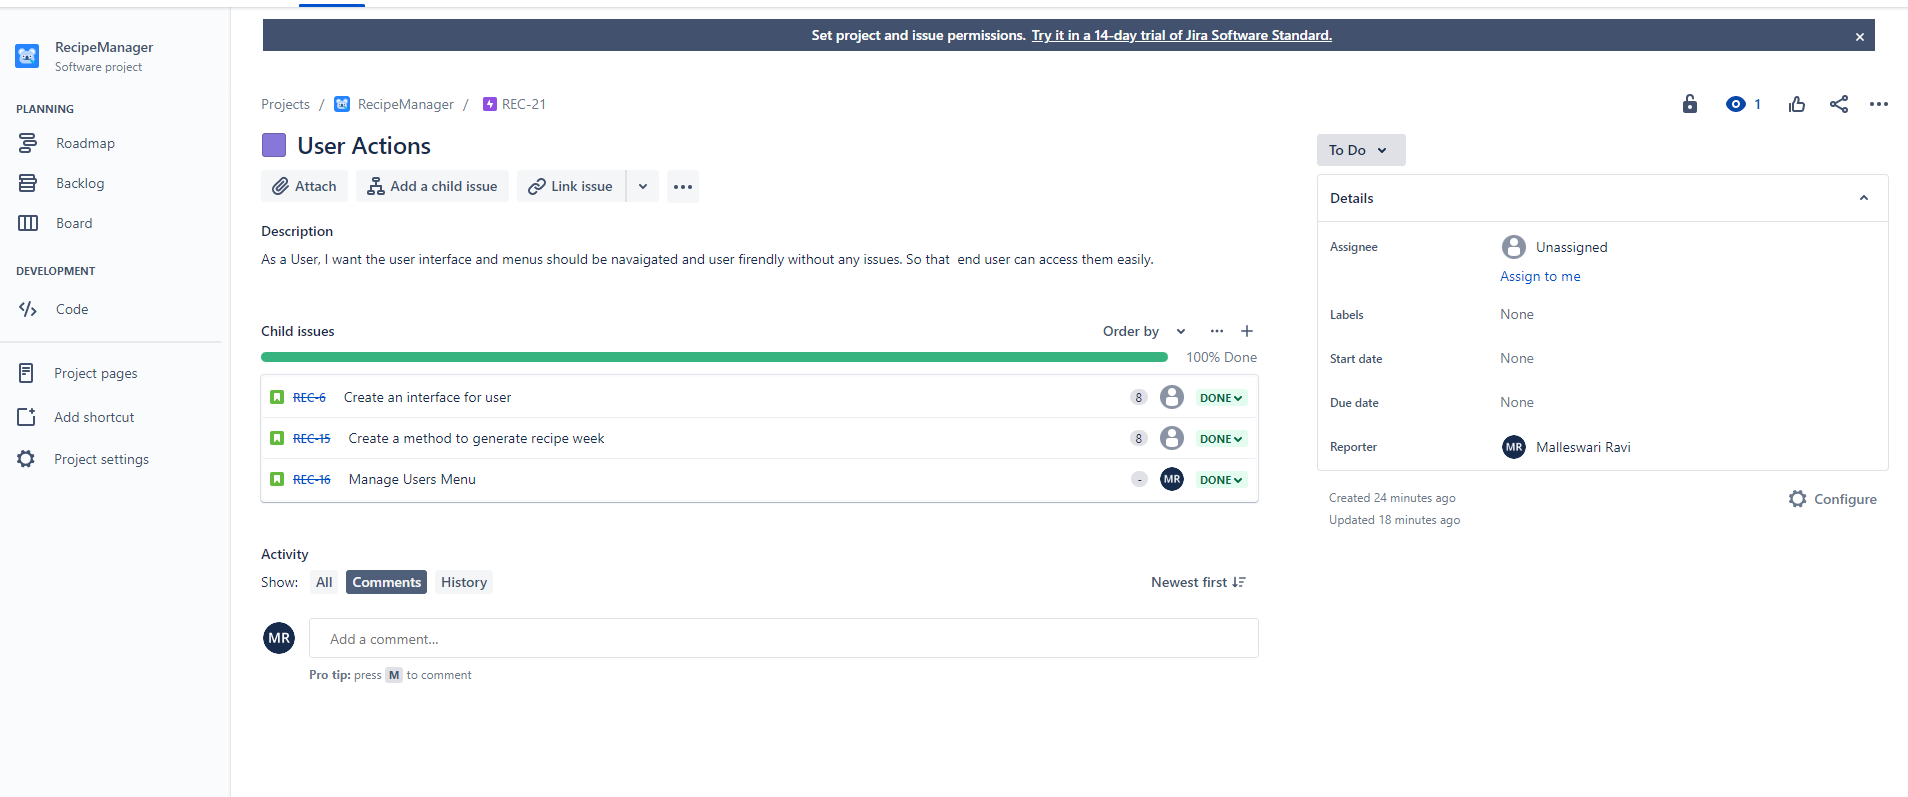 RecipeManager
Software project
PLANNING
Roadmap
Backlog
Board
DEVELOPMENT
Code
Project pages
Add shortcut
Project settings
Set project and issue permissions. Try it in a 14-day trial of Jira Software Standard.
Projects / RecipeManager / REC-21
1
User Actions
Attach
Add a child issue
Link issue
Description
As a User, I want the user interface and menus should be navaigated and user firendly without any issues. So that end user can access them easily.
Child issues
Order by
100% Done
REC-6 Create an interface for user 8 DONE
REC-15 Create a method to generate recipe week 8 DONE
REC-16 Manage Users Menu - MR DONE
Activity
Show: All Comments History Newest first
MR Add a comment...
Pro tip: press M to comment
To Do
Details
Assignee Unassigned
Assign to me
Labels None
Start date None
Due date None
Reporter MR Malleswari Ravi
Created 24 minutes ago
Updated 18 minutes ago
Configure